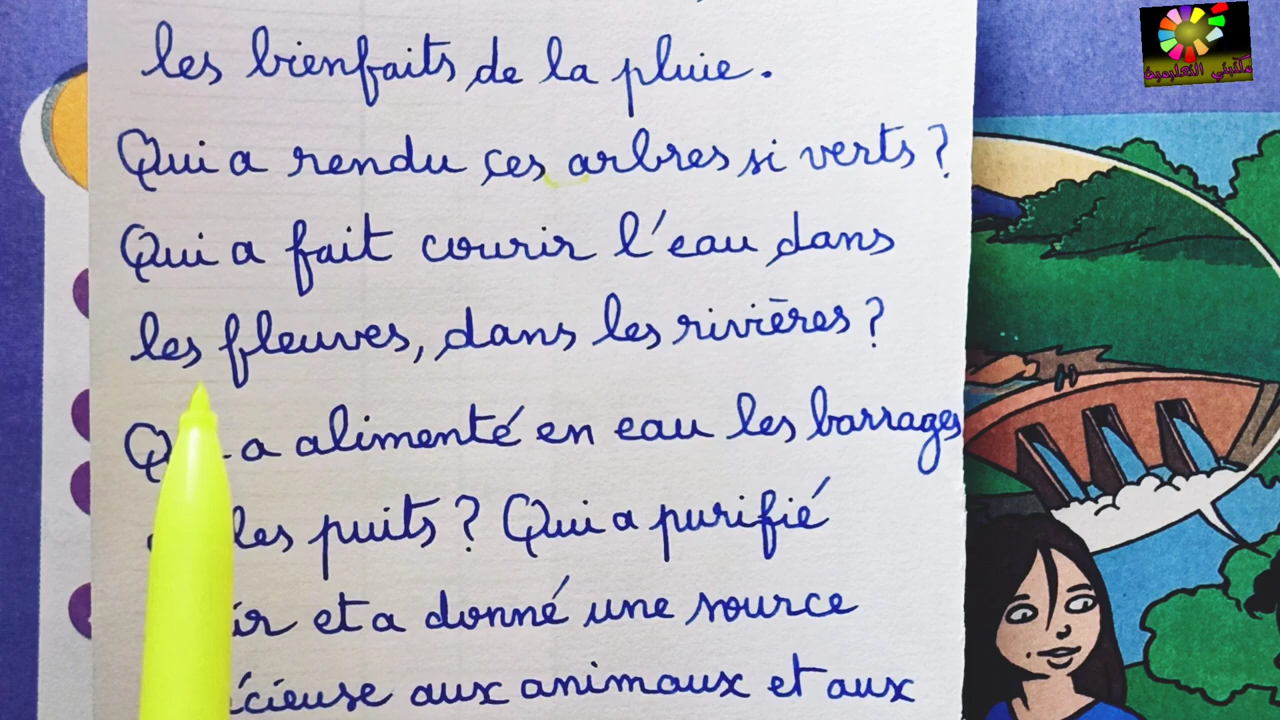 les bienfaits de la pluie.
Qui a rendu ces arbres si verts ?
Qui a fait courir l'eau dans
les fleuves, dans les rivières ?
a alimenté en eau les barrages
les puits ? Qui a purifié
et a donné une source
aux animaux et aux
مكتبتي التعليمية